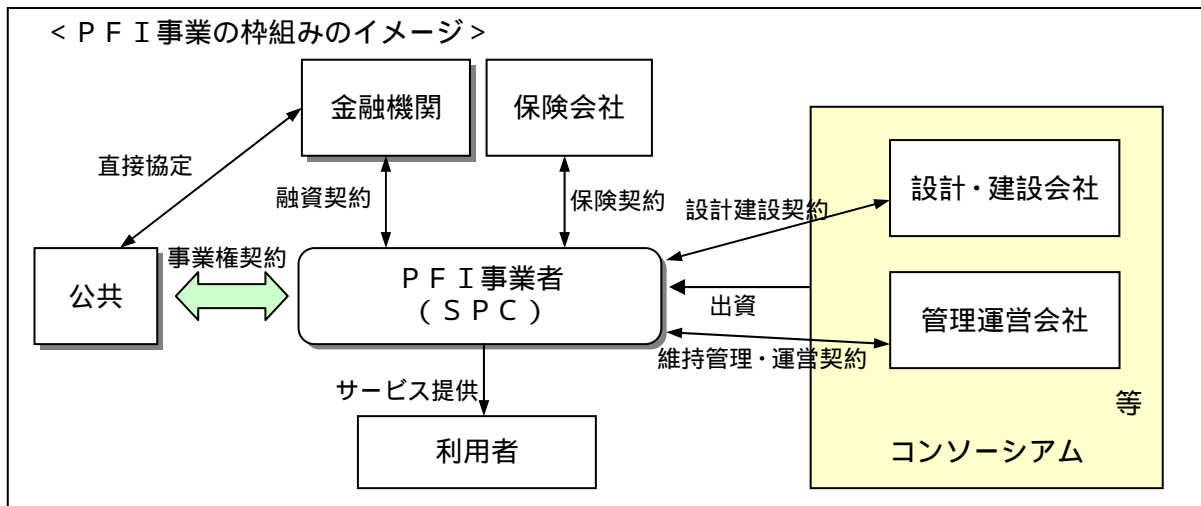 <ＰＦＩ事業の枠組みのイメージ>
金融機関
保険会社
直接協定
融資契約
保険契約
設計建設契約
設計・建設会社
公共
事業権契約
ＰＦＩ事業者
（ＳＰＣ）
出資
管理運営会社
維持管理・運営契約
サービス提供
等
利用者
コンソーシアム